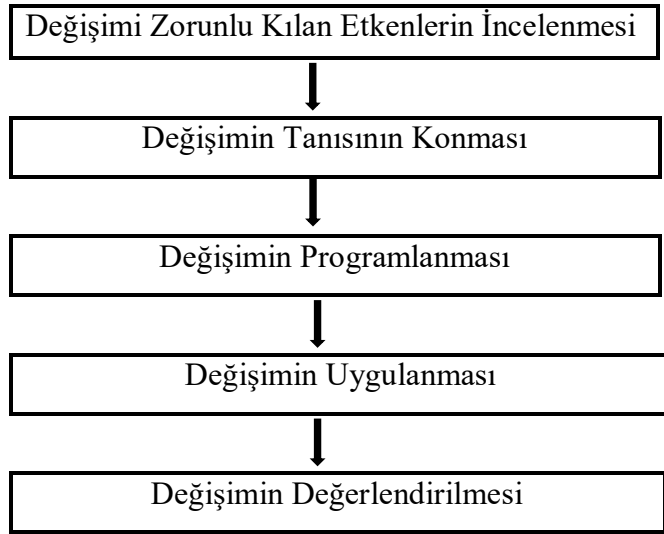 Değişimi Zorunlu Kılan Etkenlerin İncelenmesi
Değişimin Tanısının Konması
Değişimin Programlanması
Değişimin Uygulanması
Değişimin Değerlendirilmesi